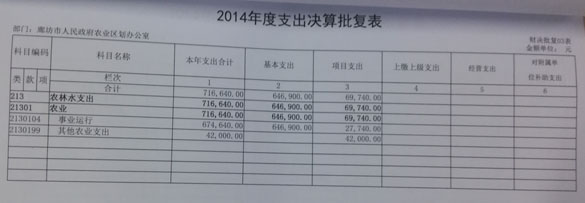 2014年度支出决算批复表
财决批复03表
部门：廊坊市人民政府农业区划办公室 金额单位：元
科目编码 科目名称 本年支出合计 基本支出 项目支出 上缴上级支出 经营支出 对附属单位补助支出
类 款 项 栏次 1 2 3 4 5 6
合计 716,640.00 646,900.00 69,740.00
213 农林水支出 716,640.00 646,900.00 69,740.00
21301 农业 716,640.00 646,900.00 69,740.00
2130104 事业运行 674,640.00 646,900.00 27,740.00
2130199 其他农业支出 42,000.00 42,000.00